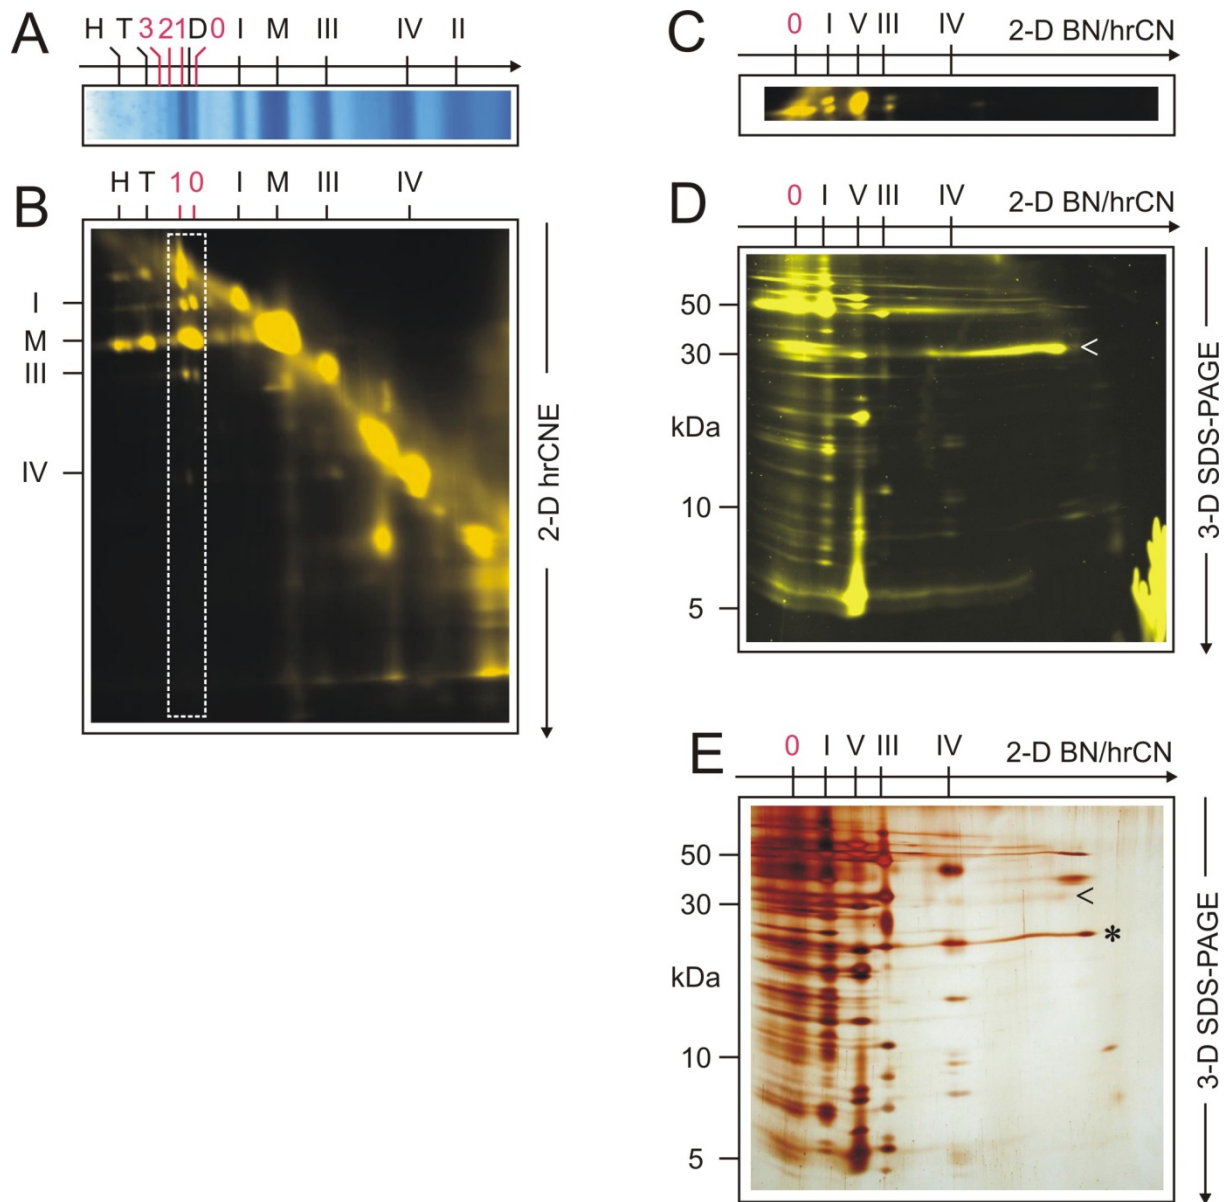 A
H T 3 2 1 D 0 I M III IV II
B
H T 1 0 I M III IV
I
M
III
IV
2-D hrCNE
C
0 I V III IV 2-D BN/hrCN
D
0 I V III IV 2-D BN/hrCN
50
30
<
kDa
10
5
3-D SDS-PAGE
E
0 I V III IV 2-D BN/hrCN
50
30
<
*
kDa
10
5
3-D SDS-PAGE